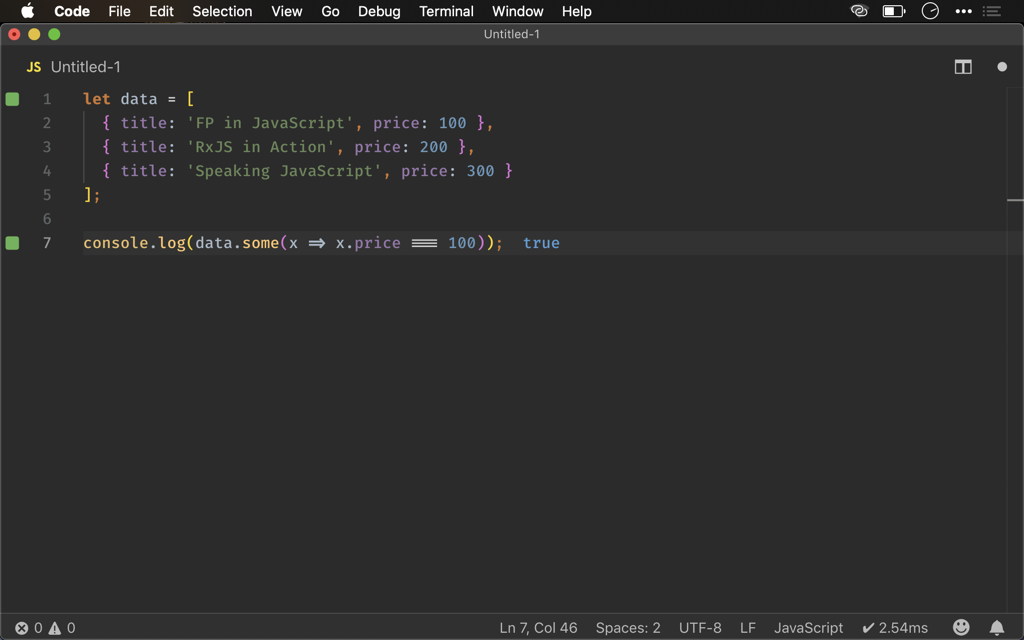 Code File Edit Selection View Go Debug Terminal Window Help
Untitled-1
JS Untitled-1
1 let data = [
2 { title: 'FP in JavaScript', price: 100 },
3 { title: 'RxJS in Action', price: 200 },
4 { title: 'Speaking JavaScript', price: 300 }
5 ];
6
7 console.log(data.some(x => x.price === 100)); true
0 0 Ln 7, Col 46 Spaces: 2 UTF-8 LF JavaScript ✔ 2.54ms